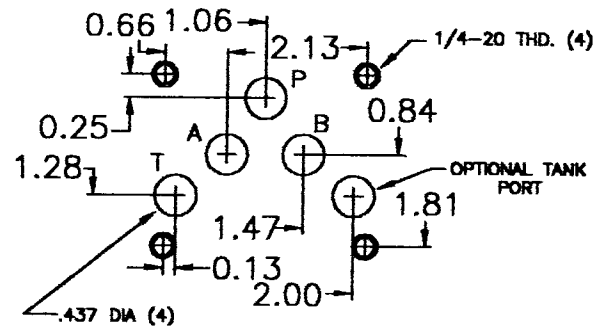 1.06
0.66
2.13
1/4-20 THD. (4)
P
0.25
A
B
0.84
1.28
T
OPTIONAL TANK
PORT
1.81
1.47
0.13
2.00
.437 DIA (4)